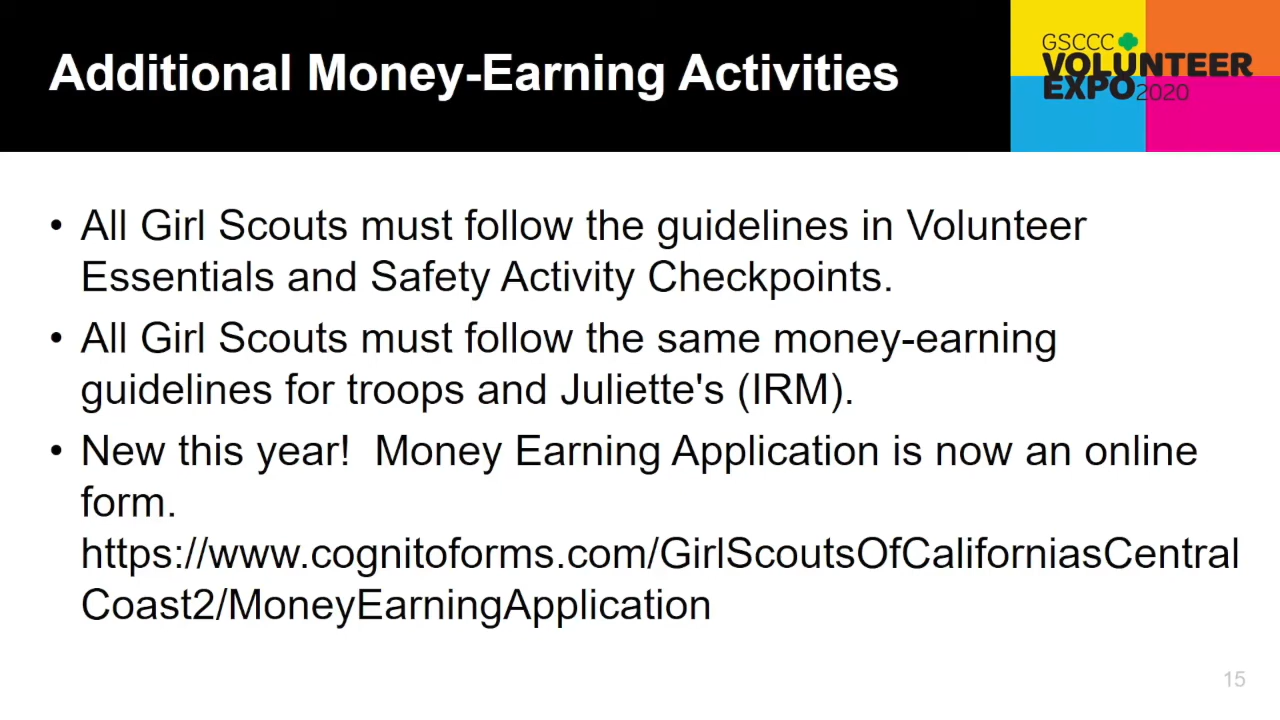 Additional Money-Earning Activities
GSCCC
VOLUNTEER
EXPO2020
• All Girl Scouts must follow the guidelines in Volunteer
Essentials and Safety Activity Checkpoints.
• All Girl Scouts must follow the same money-earning
guidelines for troops and Juliette's (IRM).
• New this year!  Money Earning Application is now an online
form.
https://www.cognitoforms.com/GirlScoutsOfCaliforniasCentral
Coast2/MoneyEarningApplication
15